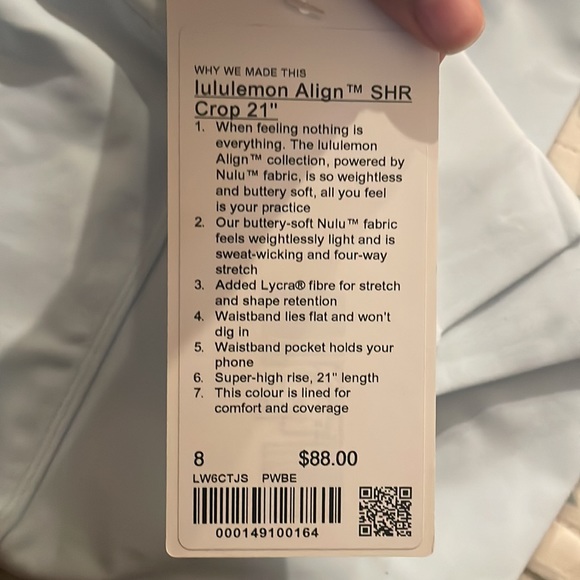 WHY WE MADE THIS
lululemon Align™ SHR
Crop 21"
1. When feeling nothing is
everything. The lululemon
Align™ collection, powered by
Nulu™ fabric, is so weightless
and buttery soft, all you feel
is your practice
2. Our buttery-soft Nulu™ fabric
feels weightlessly light and is
sweat-wicking and four-way
stretch
3. Added Lycra® fibre for stretch
and shape retention
4. Waistband lies flat and won't
dig in
5. Waistband pocket holds your
phone
6. Super-high rise, 21" length
7. This colour is lined for
comfort and coverage
8 $88.00
LW6CTJS PWBE
000149100164